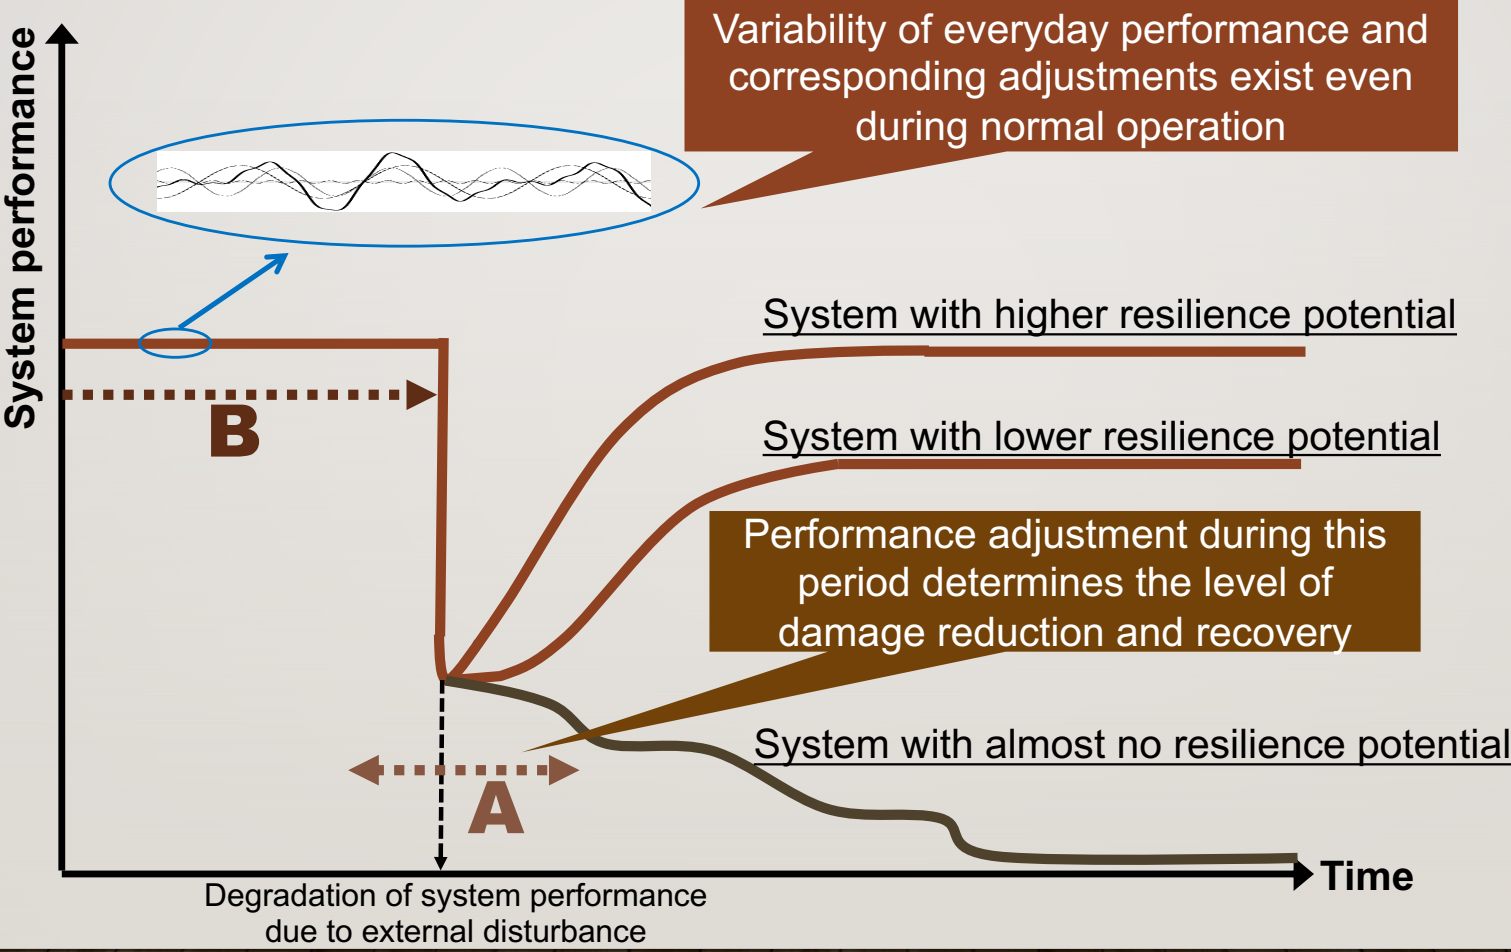 System performance
Variability of everyday performance and
corresponding adjustments exist even
during normal operation
System with higher resilience potential
B
System with lower resilience potential
Performance adjustment during this
period determines the level of
damage reduction and recovery
System with almost no resilience potential
A
Time
Degradation of system performance
due to external disturbance